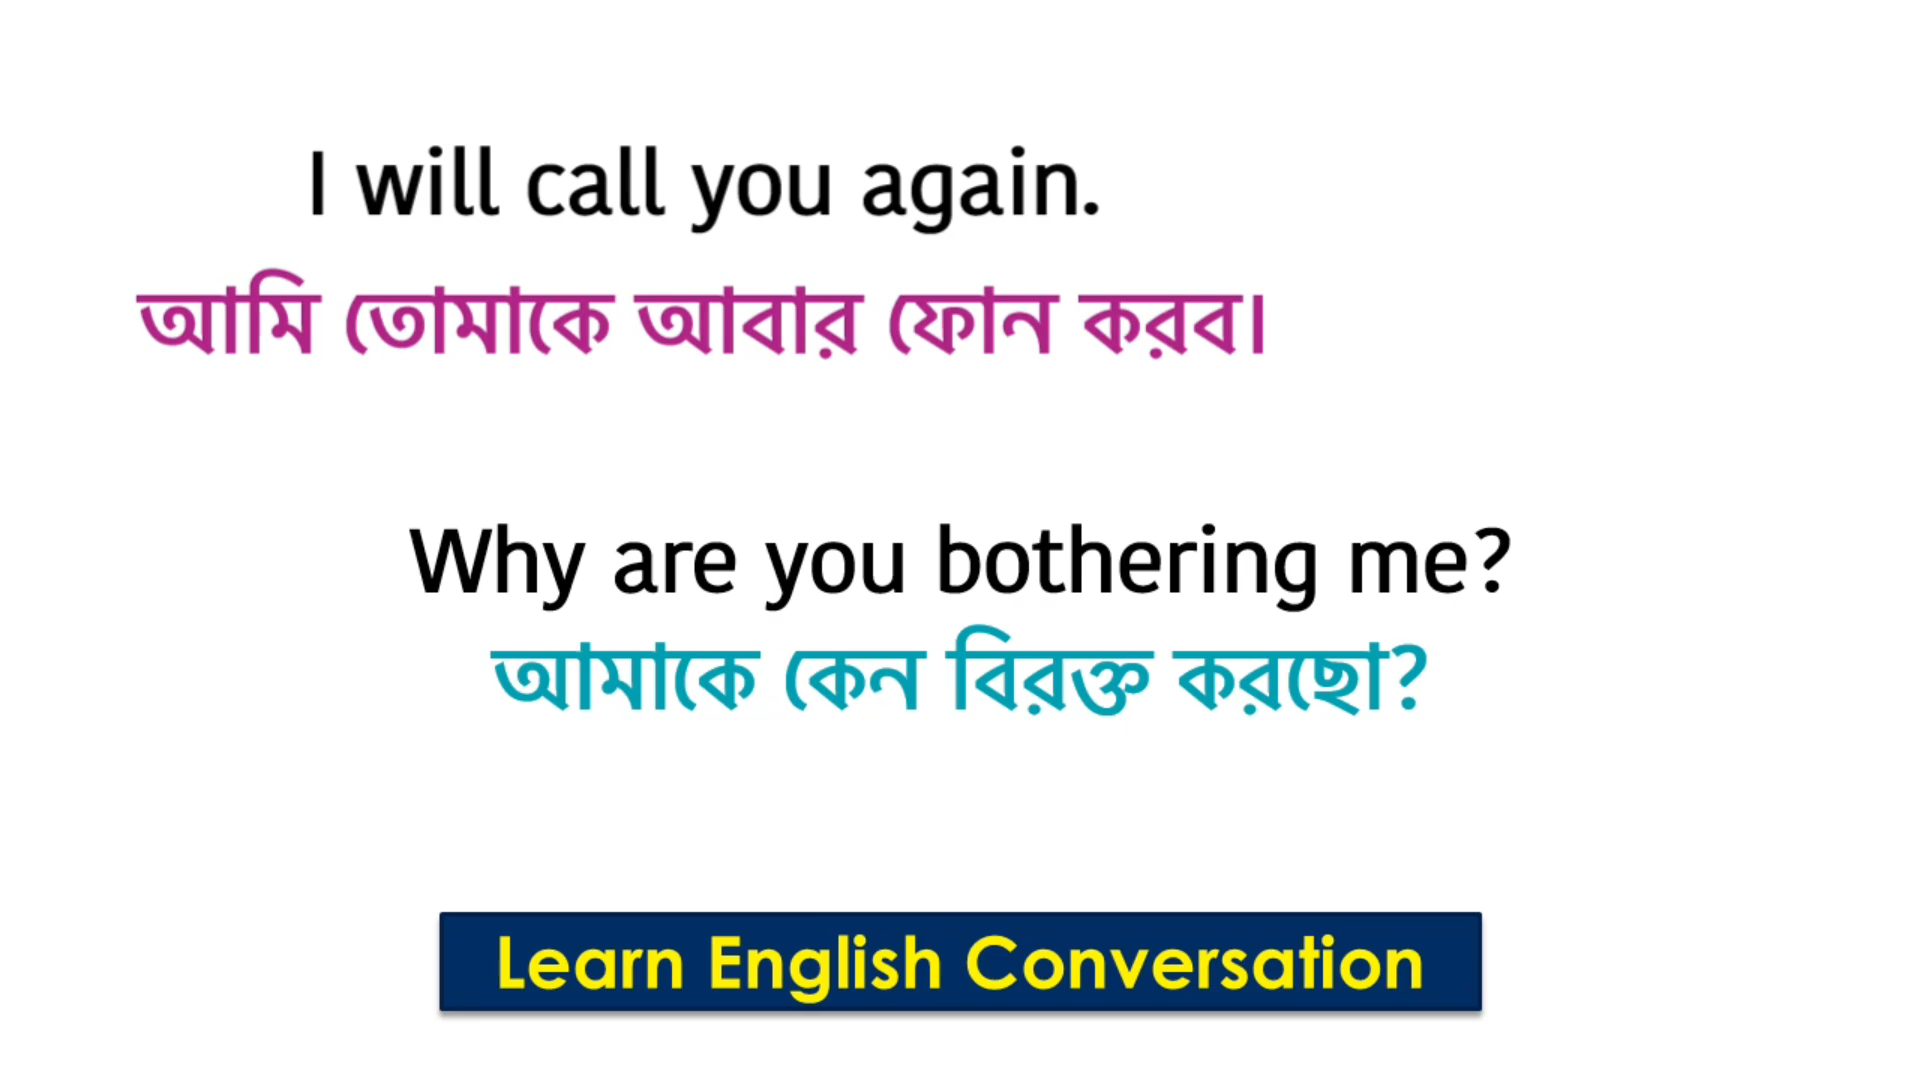 I will call you again.
আমি তোমাকে আবার ফোন করব।
Why are you bothering me?
আমাকে কেন বিরক্ত করছো?
Learn English Conversation